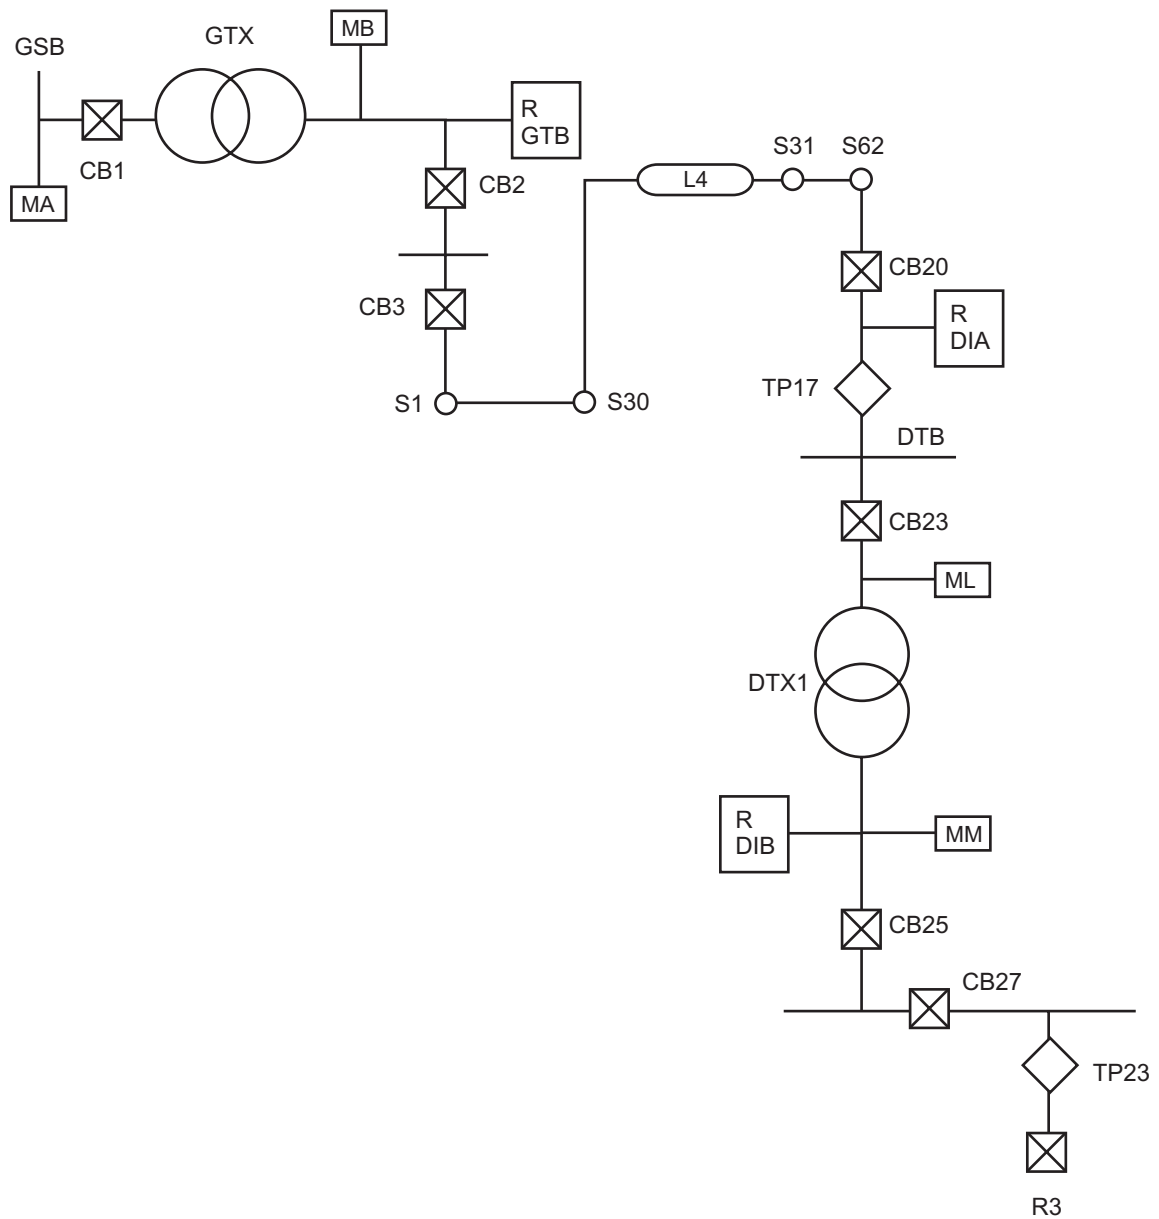 MB
GTX
GSB
R
GTB
S31
S62
CB1
L4
CB2
MA
CB20
CB3
R
DIA
TP17
S1
S30
DTB
CB23
ML
DTX1
R
DIB
MM
CB25
CB27
TP23
R3